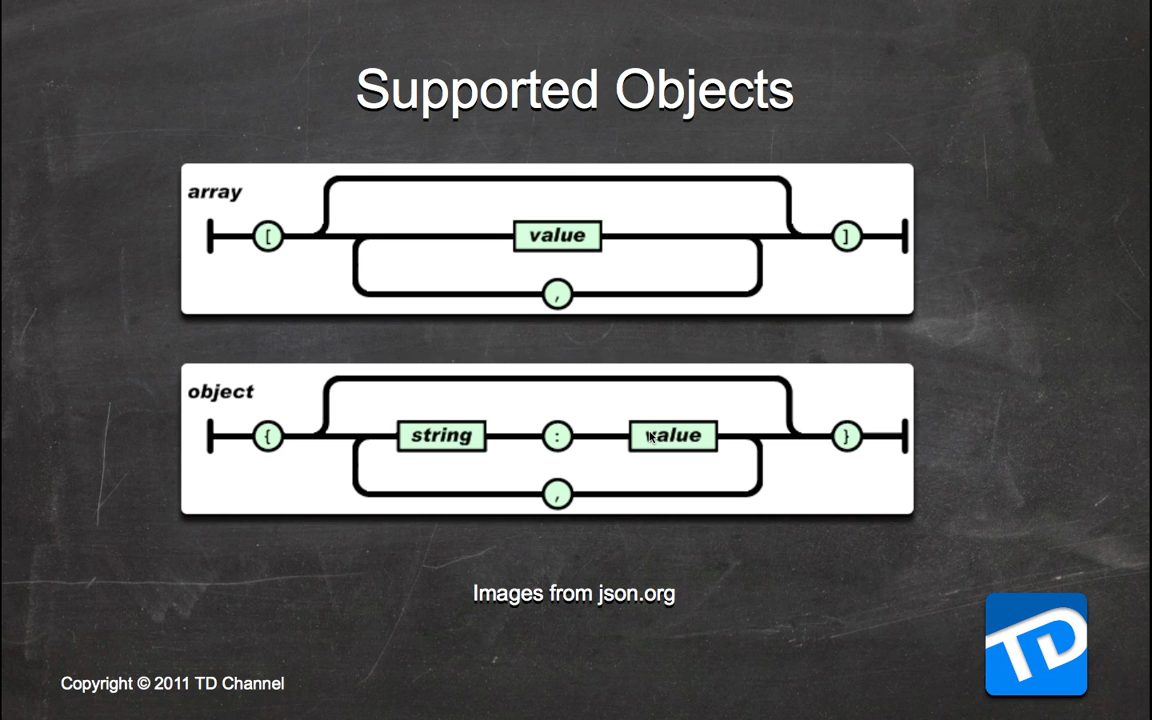 Supported Objects
array
[ value ]
,
object
{ string : value }
,
Images from json.org
TD
Copyright © 2011 TD Channel